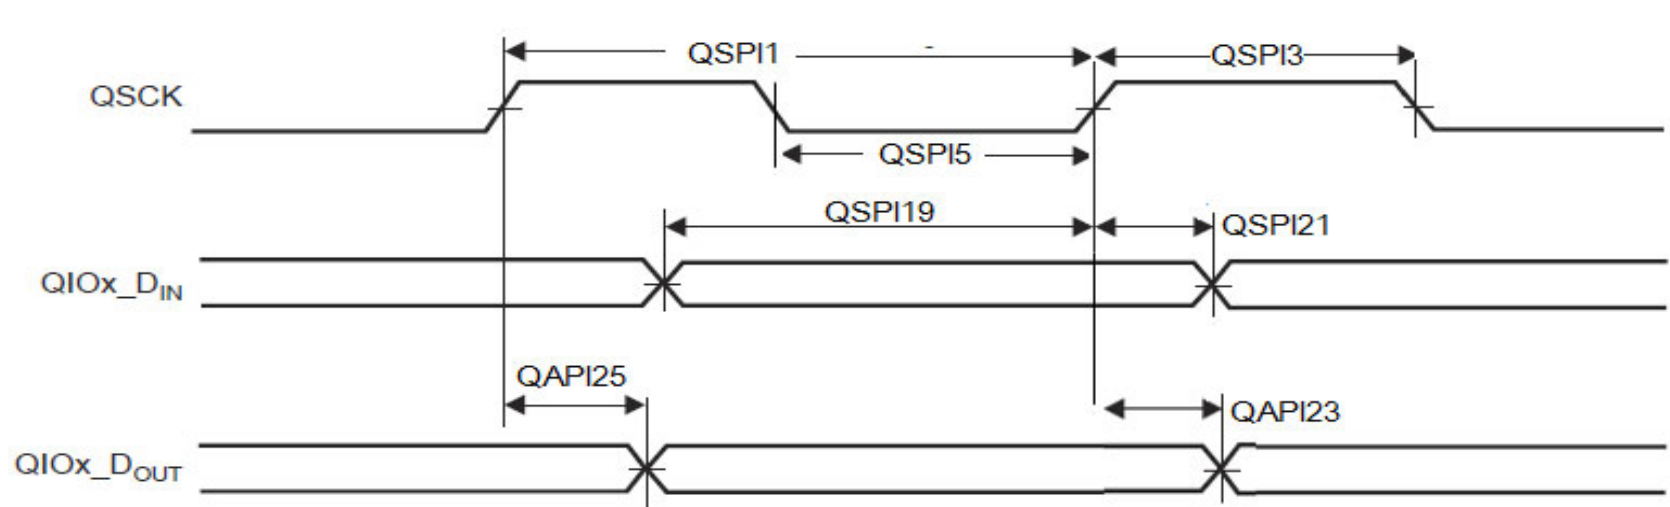 QSPI1
QSPI3
QSCK
QSPI5
QSPI19
QSPI21
QIOx_DIN
QAPI25
QAPI23
QIOx_DOUT